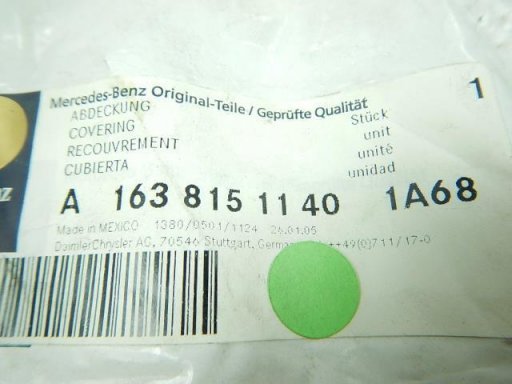 Mercedes-Benz Original-Teile / Geprüfte Qualität 1
ABDECKUNG Stück
COVERING unit
RECOUVREMENT unité
CUBIERTA unidad
A 163 815 11 40 1A68
Made in MEXICO 1380/0501/1124 26.01.05
DaimlerChrysler AG, 70546 Stuttgart, Germany ++49(0)711/17-0
NZ